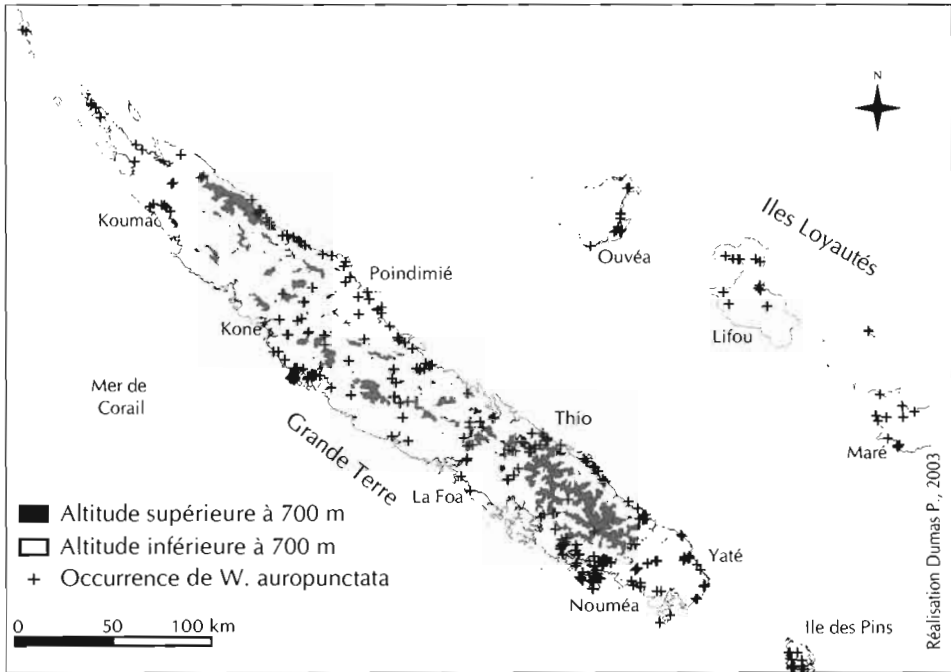 N
Koumac
Poindimié
Ouvéa
Iles Loyautés
Lifou
Koné
Mer de
Corail
Grande Terre
Thio
Maré
La Foa
Altitude supérieure à 700 m
Altitude inférieure à 700 m
+ Occurrence de W. auropunctata
Yaté
Nouméa
0 50 100 km
Ile des Pins
Réalisation Dumas P., 2003